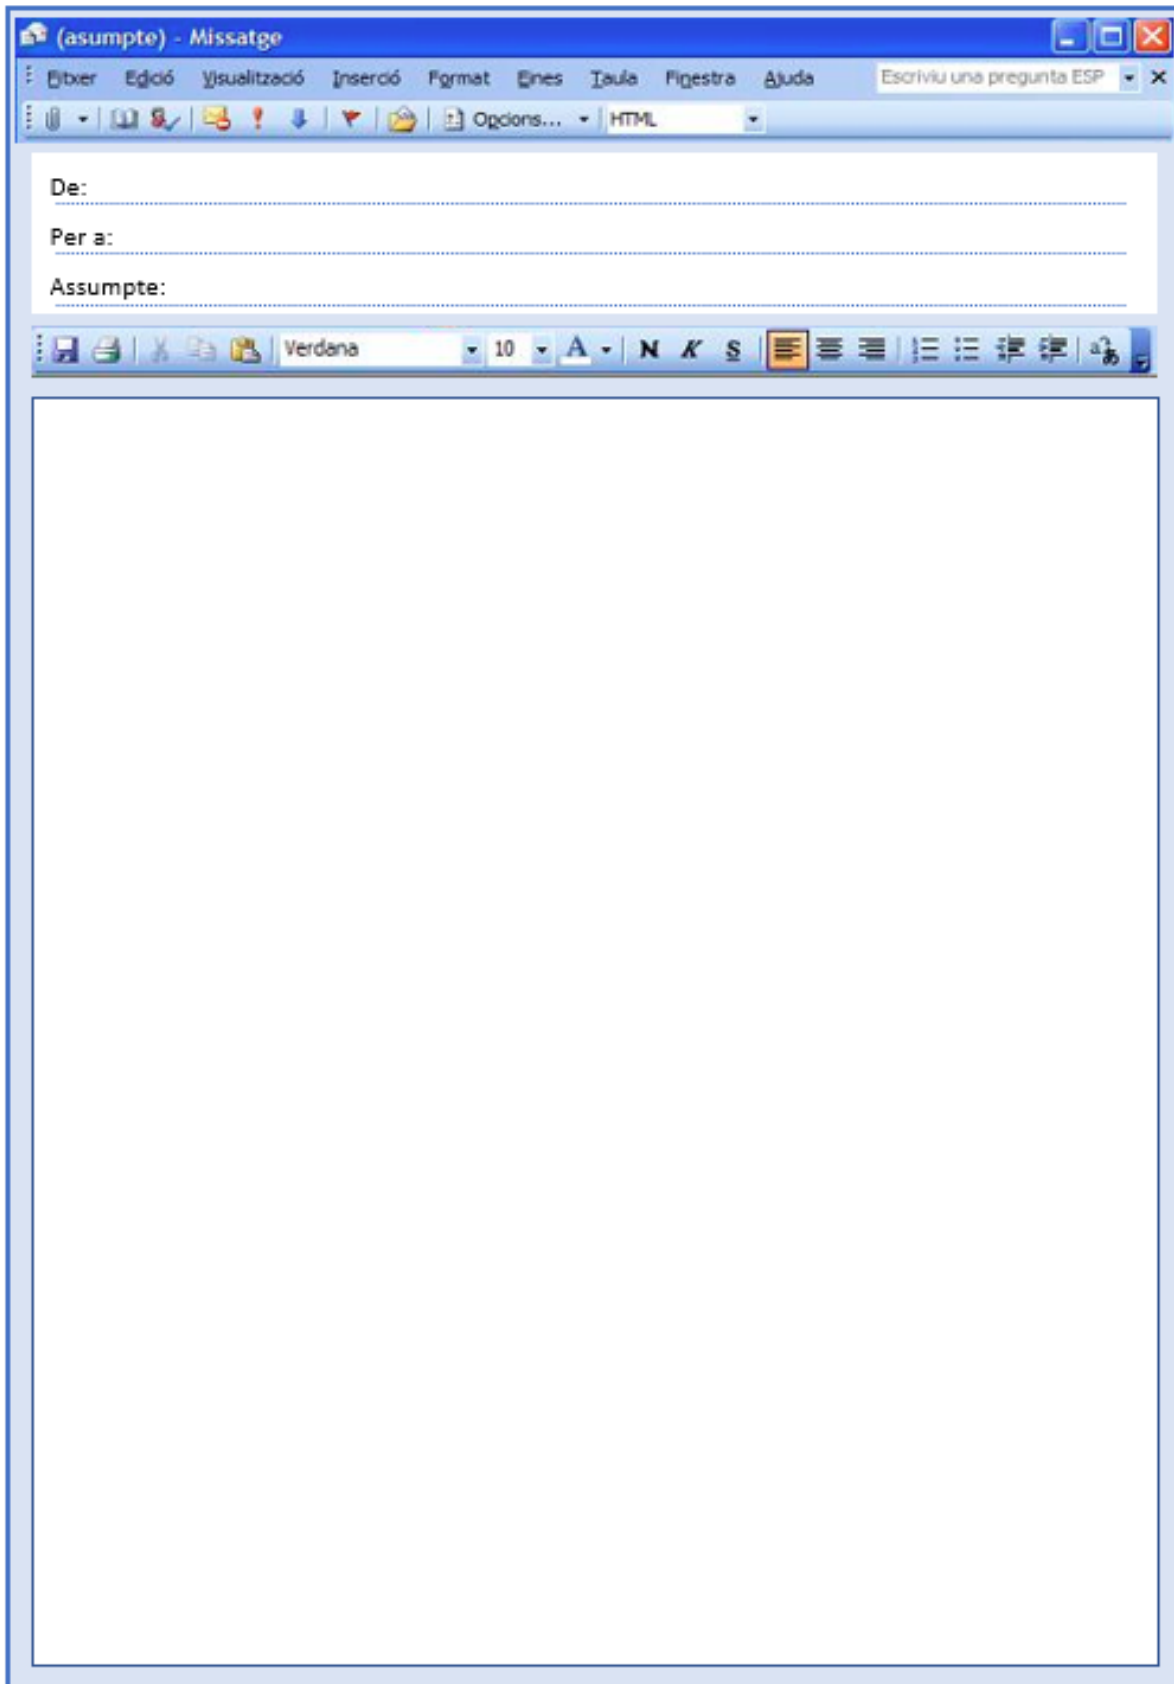 (asumpte) - Missatge
Fitxer Edició Visualització Inserció Format Eines Taula Finestra Ajuda Escriviu una pregunta ESP
Opcions... HTML
De:
Per a:
Assumpte:
Verdana 10 A N K S